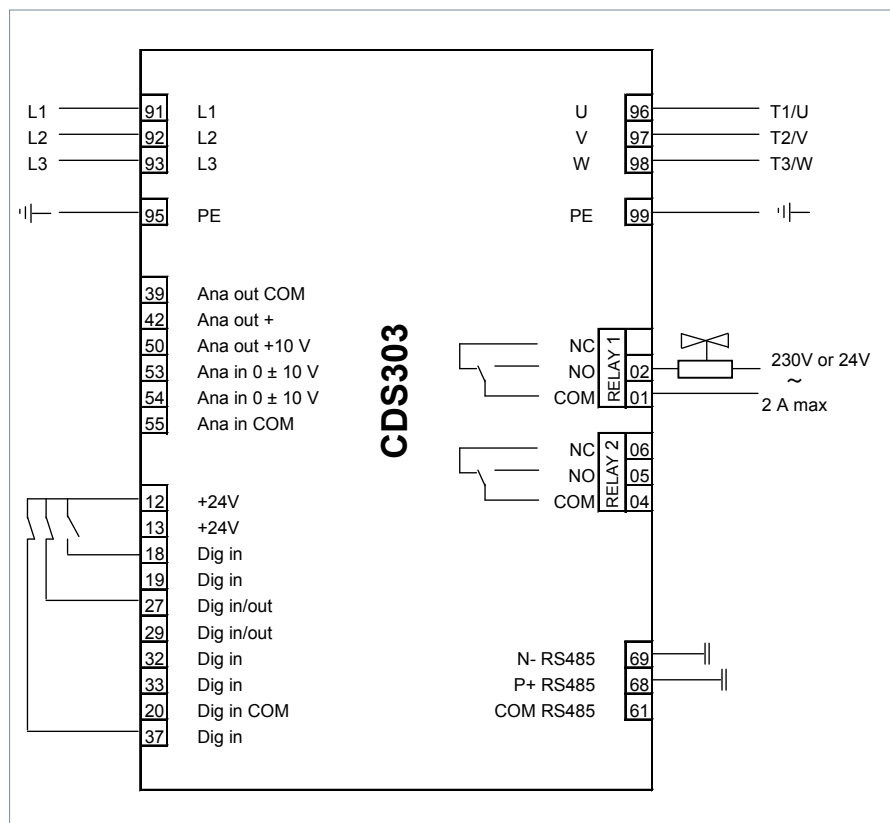 L1 91 L1 U 96 T1/U
L2 92 L2 V 97 T2/V
L3 93 L3 W 98 T3/W
95 PE PE 99
39 Ana out COM
42 Ana out +
50 Ana out +10 V
53 Ana in 0 ± 10 V
54 Ana in 0 ± 10 V
55 Ana in COM
CDS303
RELAY 1
NC
NO 02 230V or 24V
~
COM 01 2 A max
RELAY 2
NC 06
NO 05
COM 04
12 +24V
13 +24V
18 Dig in
19 Dig in
27 Dig in/out
29 Dig in/out
32 Dig in N- RS485 69
33 Dig in P+ RS485 68
20 Dig in COM COM RS485 61
37 Dig in